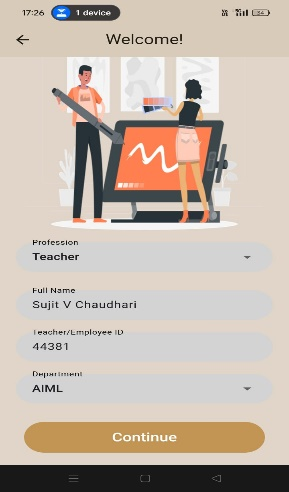 17:26
1 device
Welcome!
Profession
Teacher
Full Name
Sujit V Chaudhari
Teacher/Employee ID
44381
Department
AIML
Continue